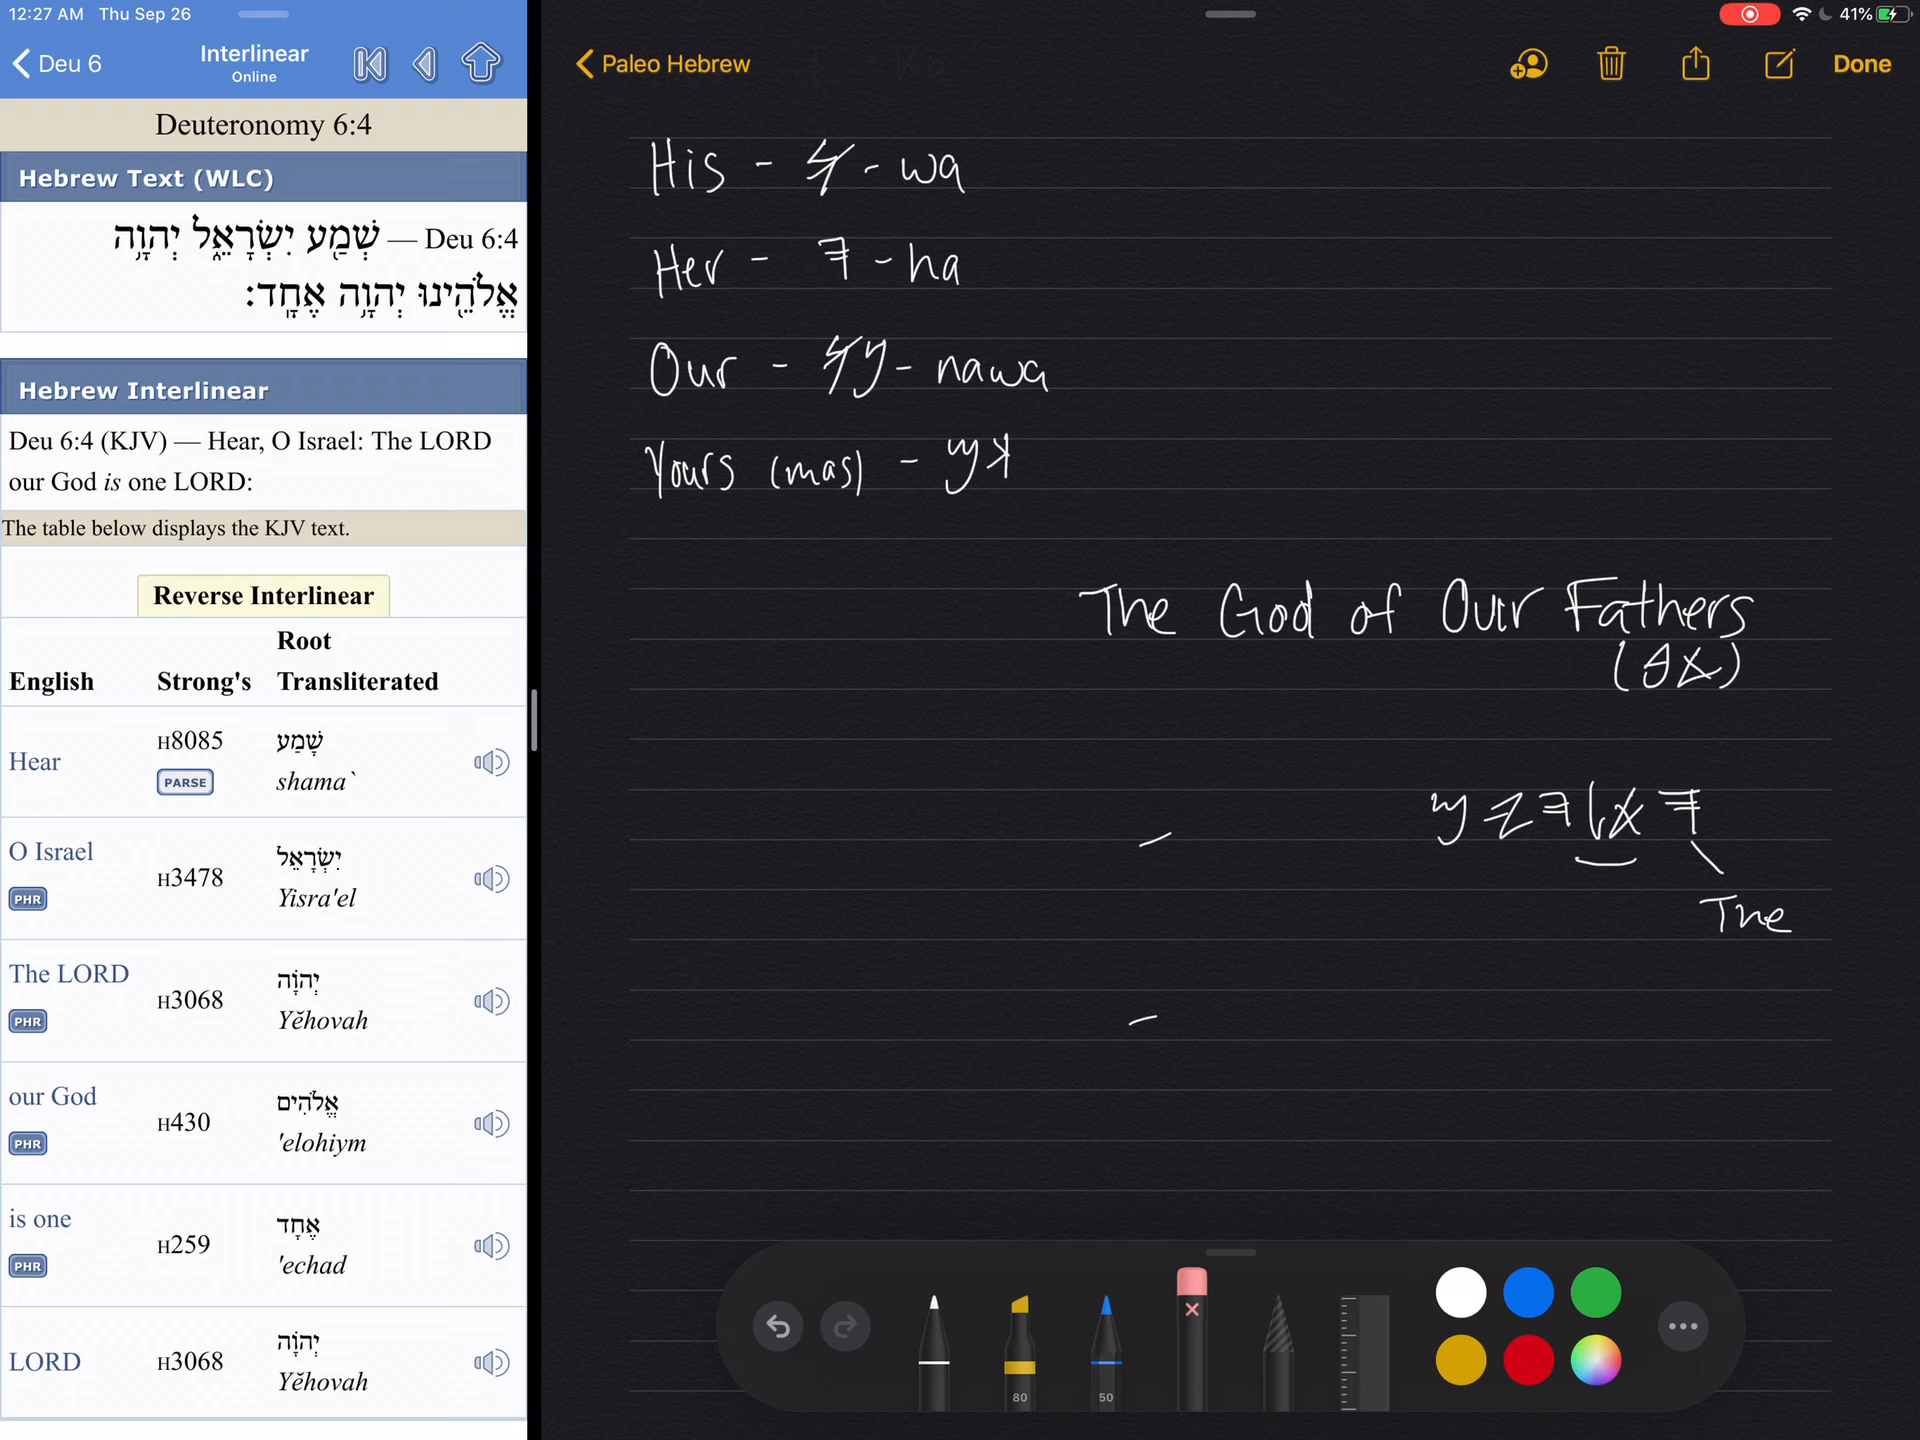 12:27 AM Thu Sep 26
41%
Deu 6
Interlinear
Online
Deuteronomy 6:4
Hebrew Text (WLC)
Deu 6:4 — שְׁמַ֖ע יִשְׂרָאֵ֑ל יְהוָ֥ה
אֱלֹהֵ֖ינוּ יְהוָ֥ה אֶחָֽד׃
Hebrew Interlinear
Deu 6:4 (KJV) — Hear, O Israel: The LORD
our God is one LORD:
The table below displays the KJV text.
Reverse Interlinear
English Strong's Root Transliterated
Hear H8085 שָׁמַע
PARSE shama`
O Israel H3478 יִשְׂרָאֵל
PHR Yisra'el
The LORD H3068 יְהֹוָה
PHR Yĕhovah
our God H430 אֱלֹהִים
PHR 'elohiym
is one H259 אֶחָד
PHR 'echad
LORD H3068 יְהֹוָה
Yĕhovah
Paleo Hebrew
Done
His - 𐤅 - wa
Her - 𐤄 - ha
Our - 𐤍𐤅 - nawa
Yours (mas) - 𐤊𐤌
The God of Our Fathers
(𐤀𐤁)
𐤄𐤀𐤋𐤄𐤉𐤌
The
80
50